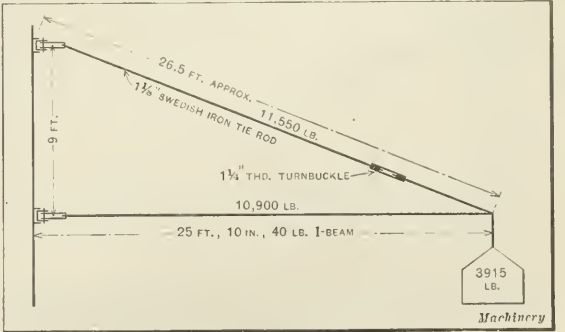 26.5 FT. APPROX.
11,550 LB.
1⅛" SWEDISH IRON TIE ROD
9 FT.
1¼" THD. TURNBUCKLE
10,900 LB.
25 FT., 10 IN., 40 LB. I-BEAM
3915
LB.
Machinery